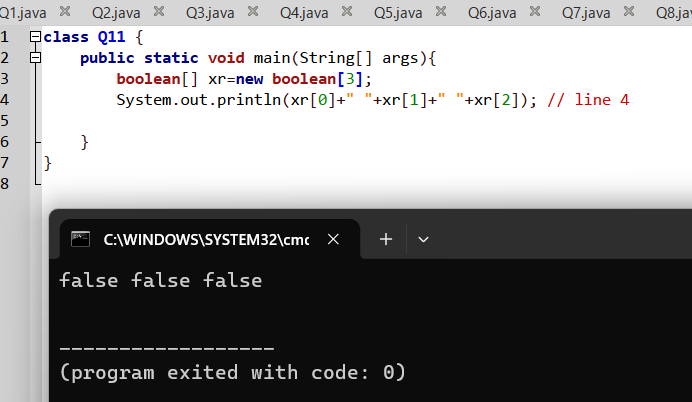 Q1.java Q2.java Q3.java Q4.java Q5.java Q6.java Q7.java Q8.jav
1 class Q11 {
2 public static void main(String[] args){
3 boolean[] xr=new boolean[3];
4 System.out.println(xr[0]+" "+xr[1]+" "+xr[2]); // line 4
5
6 }
7 }
8
C:\WINDOWS\SYSTEM32\cmd
false false false
------------------
(program exited with code: 0)